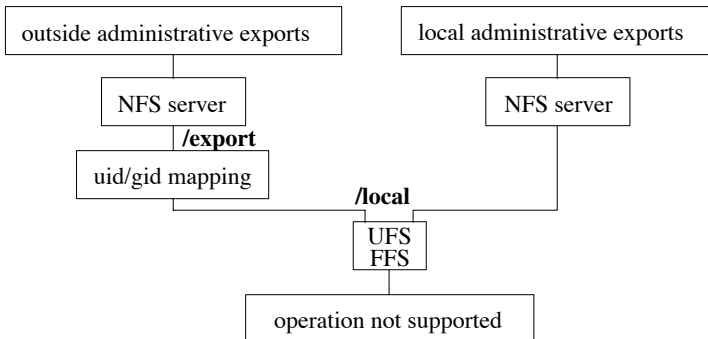 outside administrative exports
local administrative exports
NFS server
NFS server
/export
uid/gid mapping
/local
UFS
FFS
operation not supported